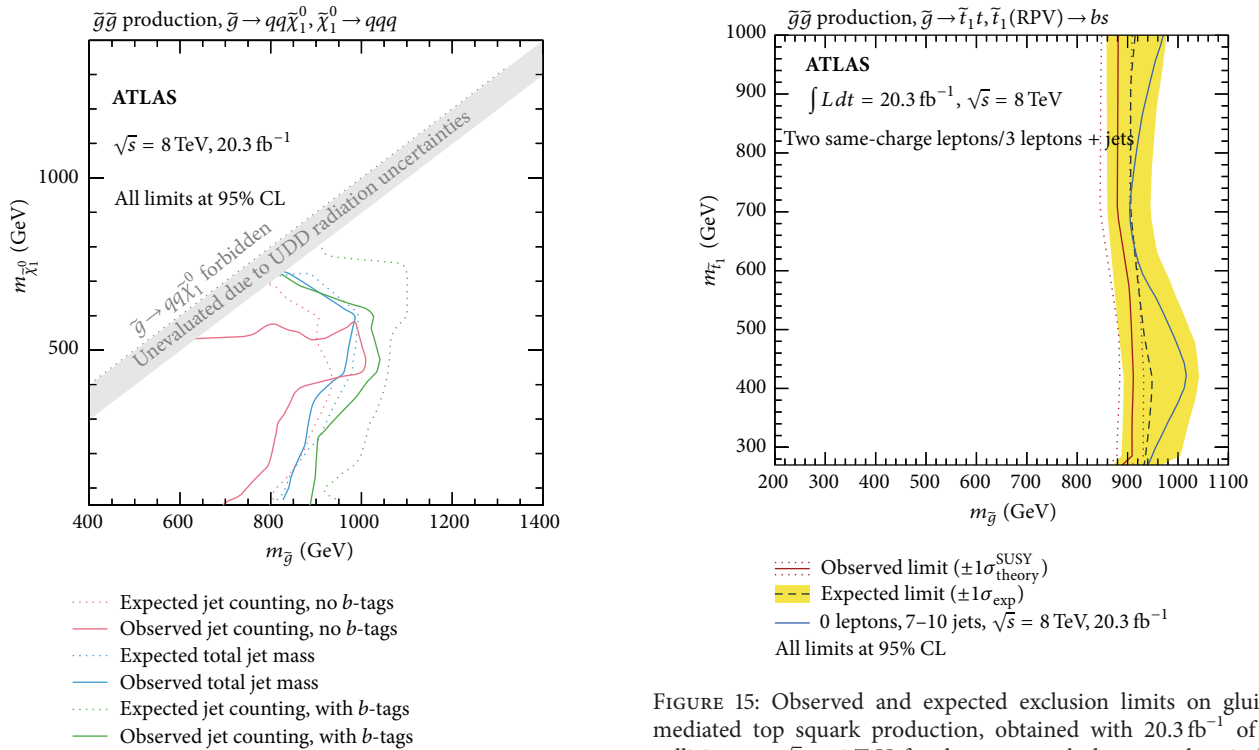 g̃g̃ production, g̃ → qqχ̃₁⁰, χ̃₁⁰ → qqq
ATLAS
√s = 8 TeV, 20.3 fb⁻¹
All limits at 95% CL
g̃ → qqχ̃₁⁰ forbidden
Unevaluated due to UDD radiation uncertainties
1000
500
m_χ̃₁⁰ (GeV)
400 600 800 1000 1200 1400
m_g̃ (GeV)
Expected jet counting, no b-tags
Observed jet counting, no b-tags
Expected total jet mass
Observed total jet mass
Expected jet counting, with b-tags
Observed jet counting, with b-tags
g̃g̃ production, g̃ → t̃₁t, t̃₁(RPV) → bs
ATLAS
∫ L dt = 20.3 fb⁻¹, √s = 8 TeV
Two same-charge leptons/3 leptons + jets
1000
900
800
700
600
500
400
300
m_t̃₁ (GeV)
200 300 400 500 600 700 800 900 1000 1100
m_g̃ (GeV)
Observed limit (±1σ^SUSY_theory)
Expected limit (±1σ_exp)
0 leptons, 7–10 jets, √s = 8 TeV, 20.3 fb⁻¹
All limits at 95% CL
FIGURE 15: Observed and expected exclusion limits on glui
mediated top squark production, obtained with 20.3 fb⁻¹ of